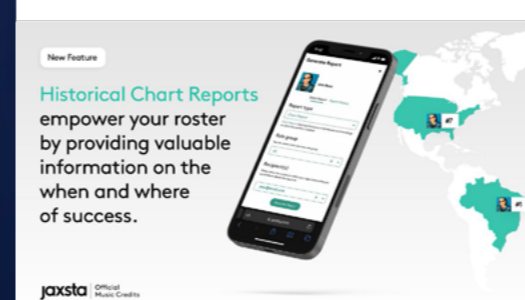 New Feature
Historical Chart Reports
empower your roster
by providing valuable
information on the
when and where
of success.
jaxsta
Official
Music Credits
Generate Report
Report type
Role group
Recipient(s)
#7